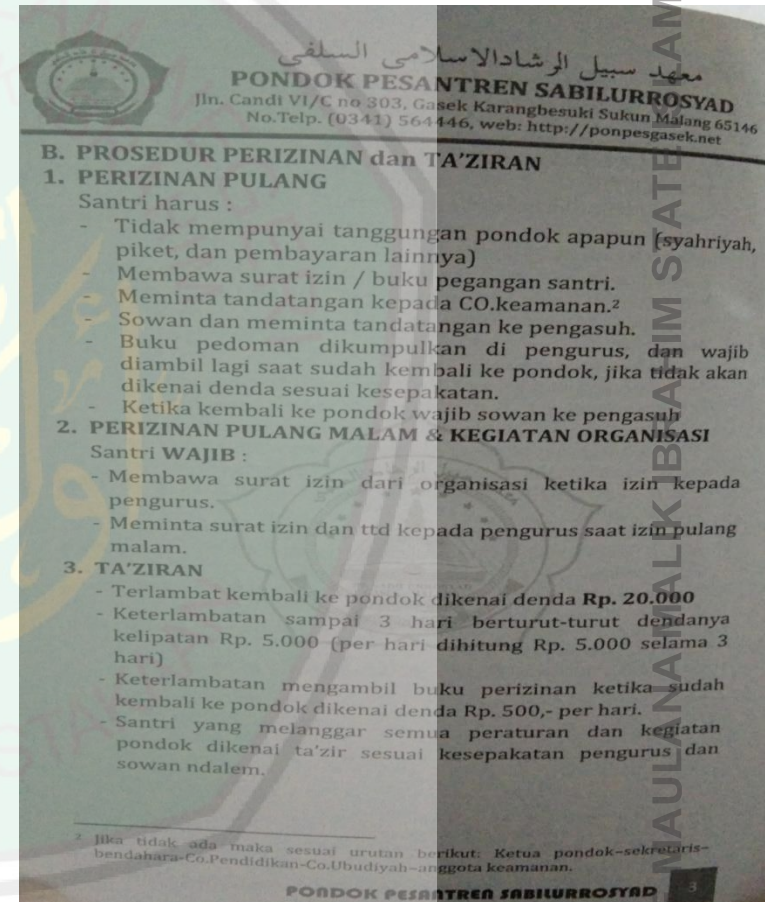 معهد سبيل الرشاد الاسلامى السلفى
PONDOK PESANTREN SABILURROSYAD
Jln. Candi VI/C no 303, Gasek Karangbesuki Sukun Malang 65146
No.Telp. (0341) 564446, web: http://ponpesgasek.net
B. PROSEDUR PERIZINAN dan TA'ZIRAN
1. PERIZINAN PULANG
Santri harus :
- Tidak mempunyai tanggungan pondok apapun (syahriyah,
piket, dan pembayaran lainnya)
- Membawa surat izin / buku pegangan santri.
- Meminta tandatangan kepada CO.keamanan.²
- Sowan dan meminta tandatangan ke pengasuh.
- Buku pedoman dikumpulkan di pengurus, dan wajib
diambil lagi saat sudah kembali ke pondok, jika tidak akan
dikenai denda sesuai kesepakatan.
- Ketika kembali ke pondok wajib sowan ke pengasuh
2. PERIZINAN PULANG MALAM & KEGIATAN ORGANISASI
Santri WAJIB :
- Membawa surat izin dari organisasi ketika izin kepada
pengurus.
- Meminta surat izin dan ttd kepada pengurus saat izin pulang
malam.
3. TA'ZIRAN
- Terlambat kembali ke pondok dikenai denda Rp. 20.000
- Keterlambatan sampai 3 hari berturut-turut dendanya
kelipatan Rp. 5.000 (per hari dihitung Rp. 5.000 selama 3
hari)
- Keterlambatan mengambil buku perizinan ketika sudah
kembali ke pondok dikenai denda Rp. 500,- per hari.
- Santri yang melanggar semua peraturan dan kegiatan
pondok dikenai ta'zir sesuai kesepakatan pengurus dan
sowan ndalem.
² Jika tidak ada maka sesuai urutan berikut: Ketua pondok-sekretaris-
bendahara-Co.Pendidikan-Co.Ubudiyah-anggota keamanan.
PONDOK PESANTREN SABILURROSYAD 3
MAULANA MALIK IBRAHIM STATE ISLAM